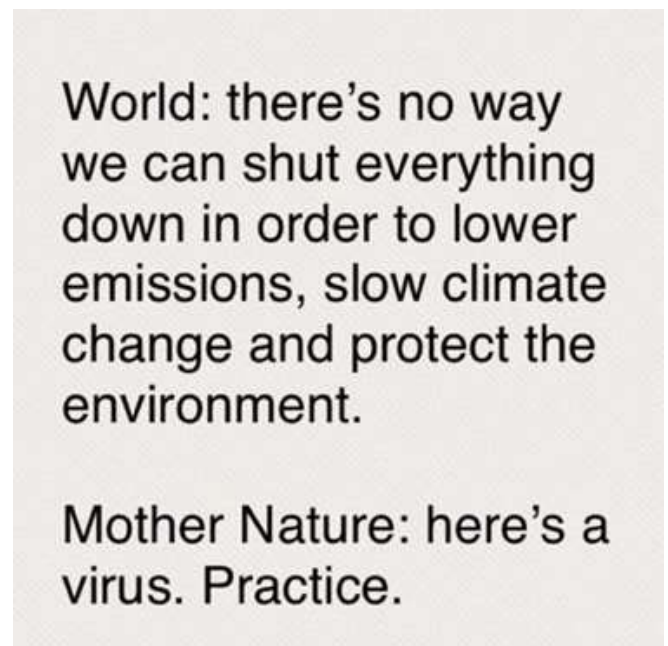 World: there’s no way
we can shut everything
down in order to lower
emissions, slow climate
change and protect the
environment.
Mother Nature: here’s a
virus. Practice.